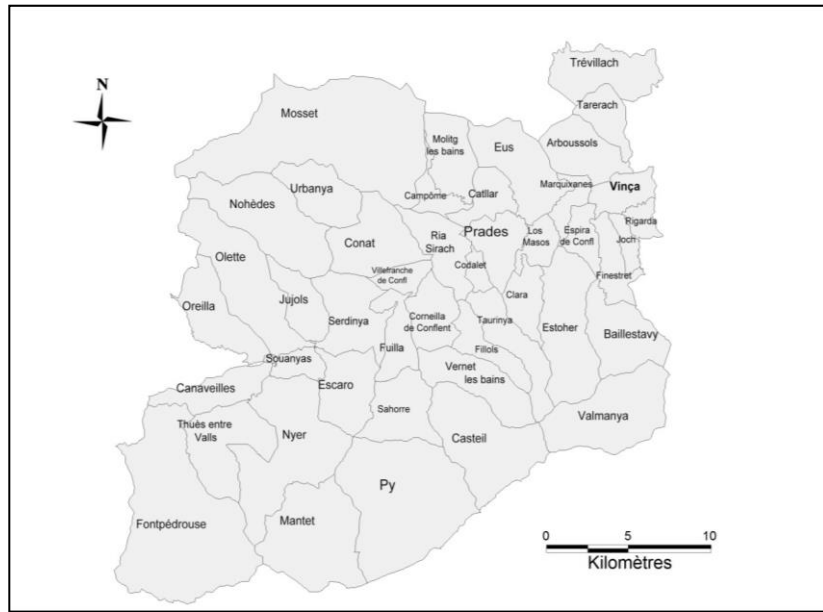 Trévillach
N
Tarerach
Mosset
Molitg
les bains
Eus
Arboussols
Marquixanes
Vinça
Urbanya
Campôme
Catllar
Nohèdes
Rigarda
Ria
Sirach
Prades
Los
Masos
Espira
de Confl
Joch
Conat
Olette
Codalet
Villefranche
de Confl
Finestret
Clara
Jujols
Oreilla
Serdinya
Corneilla
de Conflent
Taurinya
Estoher
Baillestavy
Fuilla
Fillols
Souanyas
Vernet
les bains
Canaveilles
Escaro
Sahorre
Valmanya
Thuès entre
Valls
Nyer
Casteil
Py
Fontpédrouse
Mantet
0 5 10
Kilomètres